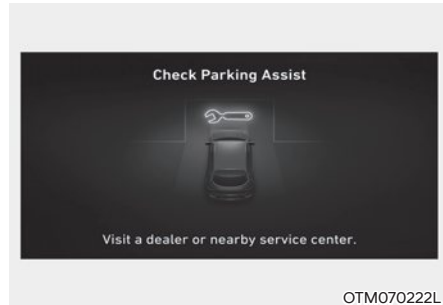 Check Parking Assist
Visit a dealer or nearby service center.
OTM070222L